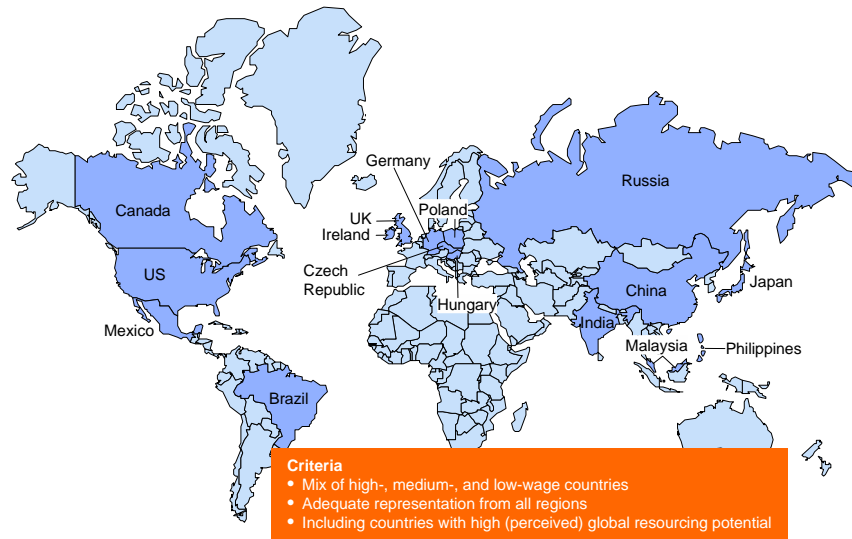 Germany
Russia
Canada
UK
Poland
Ireland
US
Czech
Republic
Hungary
China
Japan
Mexico
India
Malaysia
Philippines
Brazil
Criteria
• Mix of high-, medium-, and low-wage countries
• Adequate representation from all regions
• Including countries with high (perceived) global resourcing potential